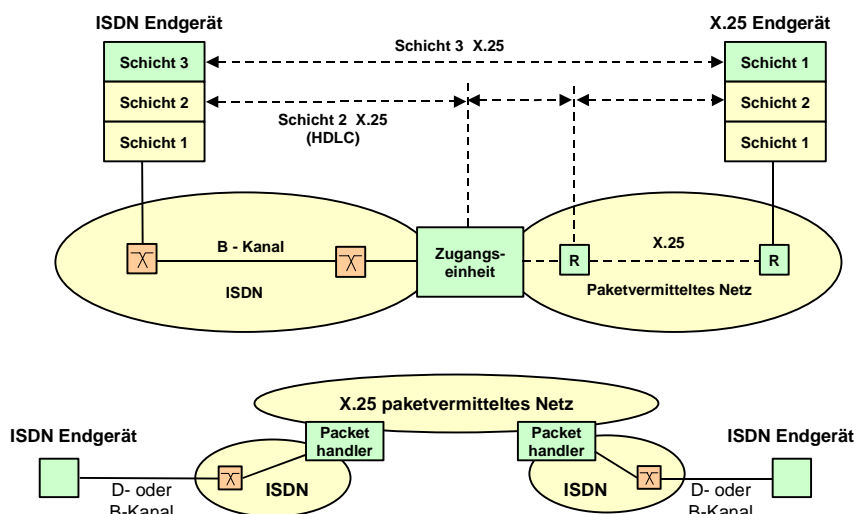 ISDN Endgerät
X.25 Endgerät
Schicht 3
Schicht 3 X.25
Schicht 1
Schicht 2
Schicht 2 X.25
(HDLC)
Schicht 2
Schicht 1
Schicht 1
B - Kanal
ISDN
Zugangs-
einheit
R
X.25
R
Paketvermitteltes Netz
X.25 paketvermitteltes Netz
ISDN Endgerät
Packet
handler
Packet
handler
ISDN Endgerät
ISDN
ISDN
D- oder
B-Kanal
D- oder
B-Kanal